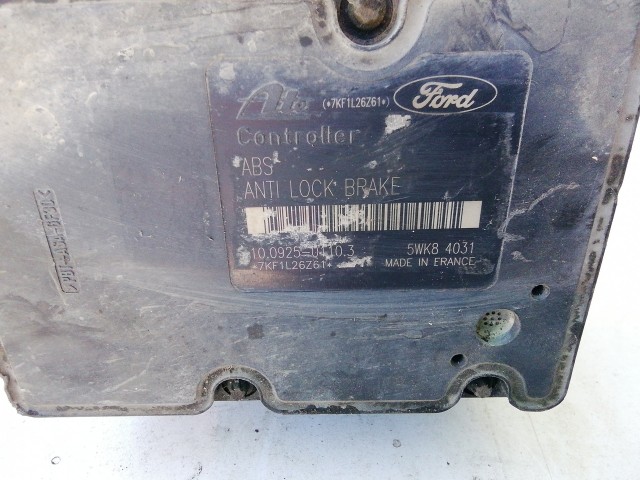 Ate (*7KF1L26Z61*) Ford
Controller
ABS
ANTI LOCK BRAKE
10.0925-0110.3 5WK8 4031
*7KF1L26Z61* MADE IN FRANCE